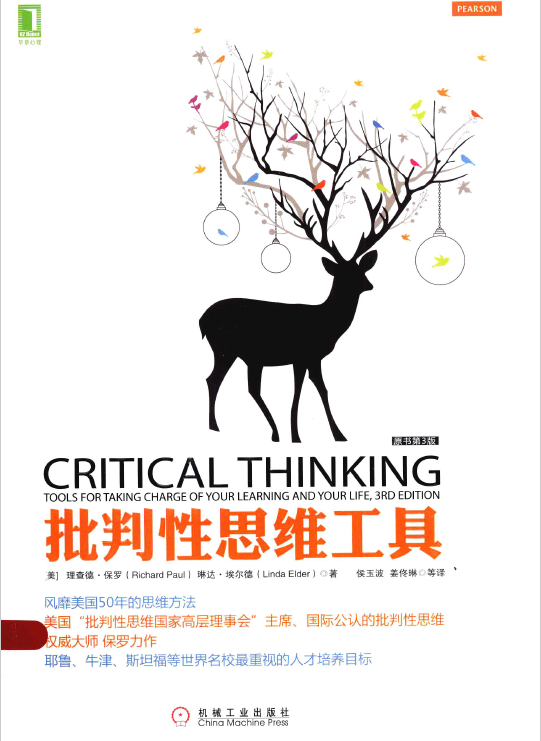 PEARSON
HZ Books
华章心理
原书第3版
CRITICAL THINKING
TOOLS FOR TAKING CHARGE OF YOUR LEARNING AND YOUR LIFE, 3RD EDITION
批判性思维工具
美] 理查德·保罗(Richard Paul) 琳达·埃尔德(Linda Elder)◎著 侯玉波 姜佟琳◎等译
风靡美国50年的思维方法
美国“批判性思维国家高层理事会”主席、国际公认的批判性思维
权威大师 保罗力作
耶鲁、牛津、斯坦福等世界名校最重视的人才培养目标
机械工业出版社
China Machine Press